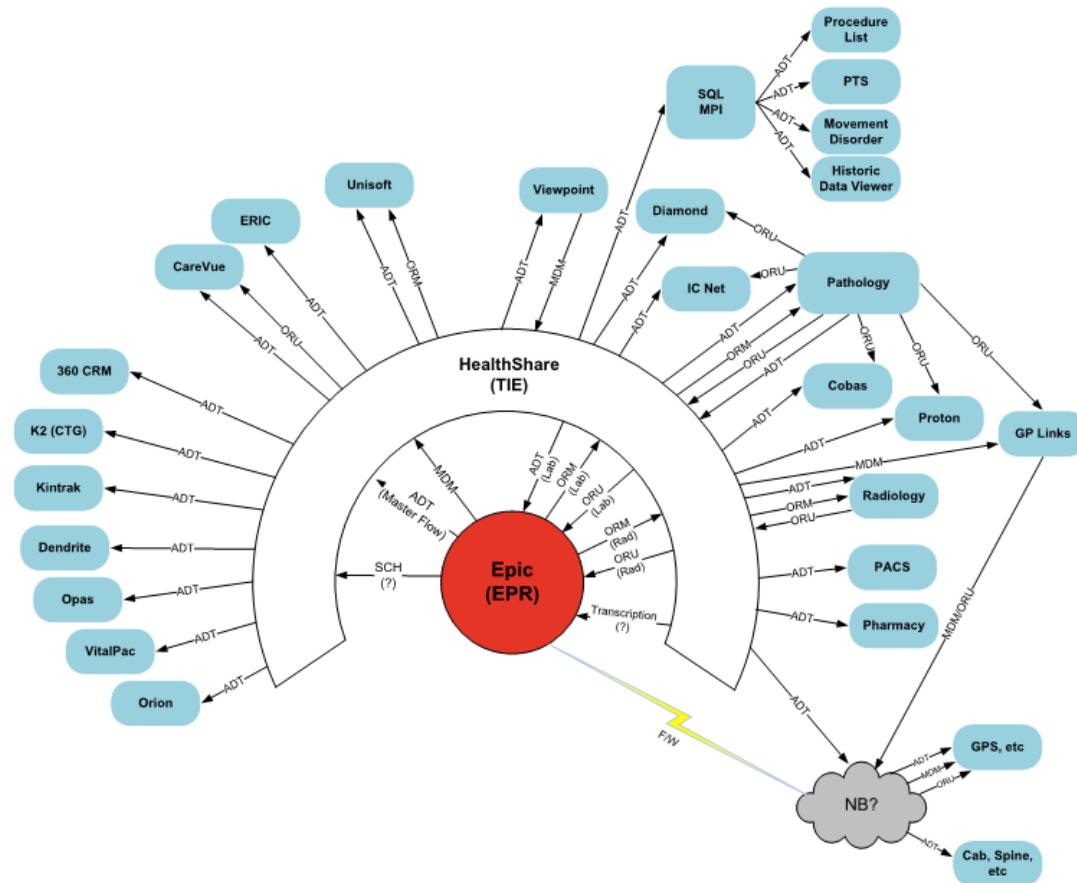 Procedure
List
ADT
SQL
MPI
ADT
PTS
ADT
Movement
Disorder
ADT
Historic
Data Viewer
Unisoft
Viewpoint
Diamond
ERIC
CareVue
ADT
ORU
IC Net
ORU
Pathology
ADT
ORM
ADT
MDM
ADT
ADT
ADT
ORU
ADT
ADT
ADT
ORM
ORU
ADT
ORU
ORU
ORU
HealthShare
(TIE)
360 CRM
ADT
Cobas
ADT
Proton
GP Links
K2 (CTG)
ADT
ADT
MDM
Kintrak
ADT
MDM
ADT
(Master Flow)
ADT
(Lab)
ORM
(Lab)
ORU
(Lab)
ORM
(Rad)
ORU
(Rad)
ADT
ORM
ORU
Radiology
Dendrite
ADT
SCH
(?)
Epic
(EPR)
ADT
PACS
Opas
ADT
Transcription
(?)
ADT
Pharmacy
MDM/ORU
VitalPac
ADT
Orion
ADT
ADT
F/W
NB?
ADT
MDM
ORU
GPS, etc
ADT
Cab, Spine,
etc